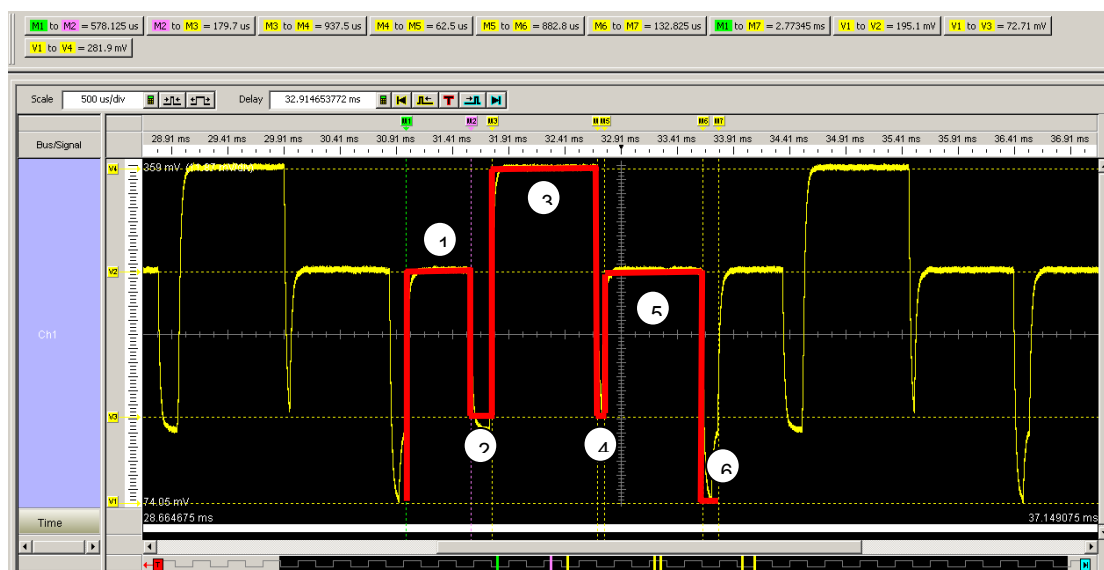 M1 to M2 = 578.125 us M2 to M3 = 179.7 us M3 to M4 = 937.5 us M4 to M5 = 62.5 us M5 to M6 = 882.8 us M6 to M7 = 132.825 us M1 to M7 = 2.77345 ms V1 to V2 = 195.1 mV V1 to V3 = 72.71 mV
V1 to V4 = 281.9 mV
Scale 500 us/div Delay 32.914653772 ms T
M1 M2 M3 M5 M6 M7
Bus/Signal 28.91 ms 29.41 ms 29.91 ms 30.41 ms 30.91 ms 31.41 ms 31.91 ms 32.41 ms 32.91 ms 33.41 ms 33.91 ms 34.41 ms 34.91 ms 35.41 ms 35.91 ms 36.41 ms 36.91 ms
V4 359 mV
3
1
V2
5
Ch1
V3
2 4
6
V1 74.05 mV
Time 28.664675 ms 37.149075 ms
T